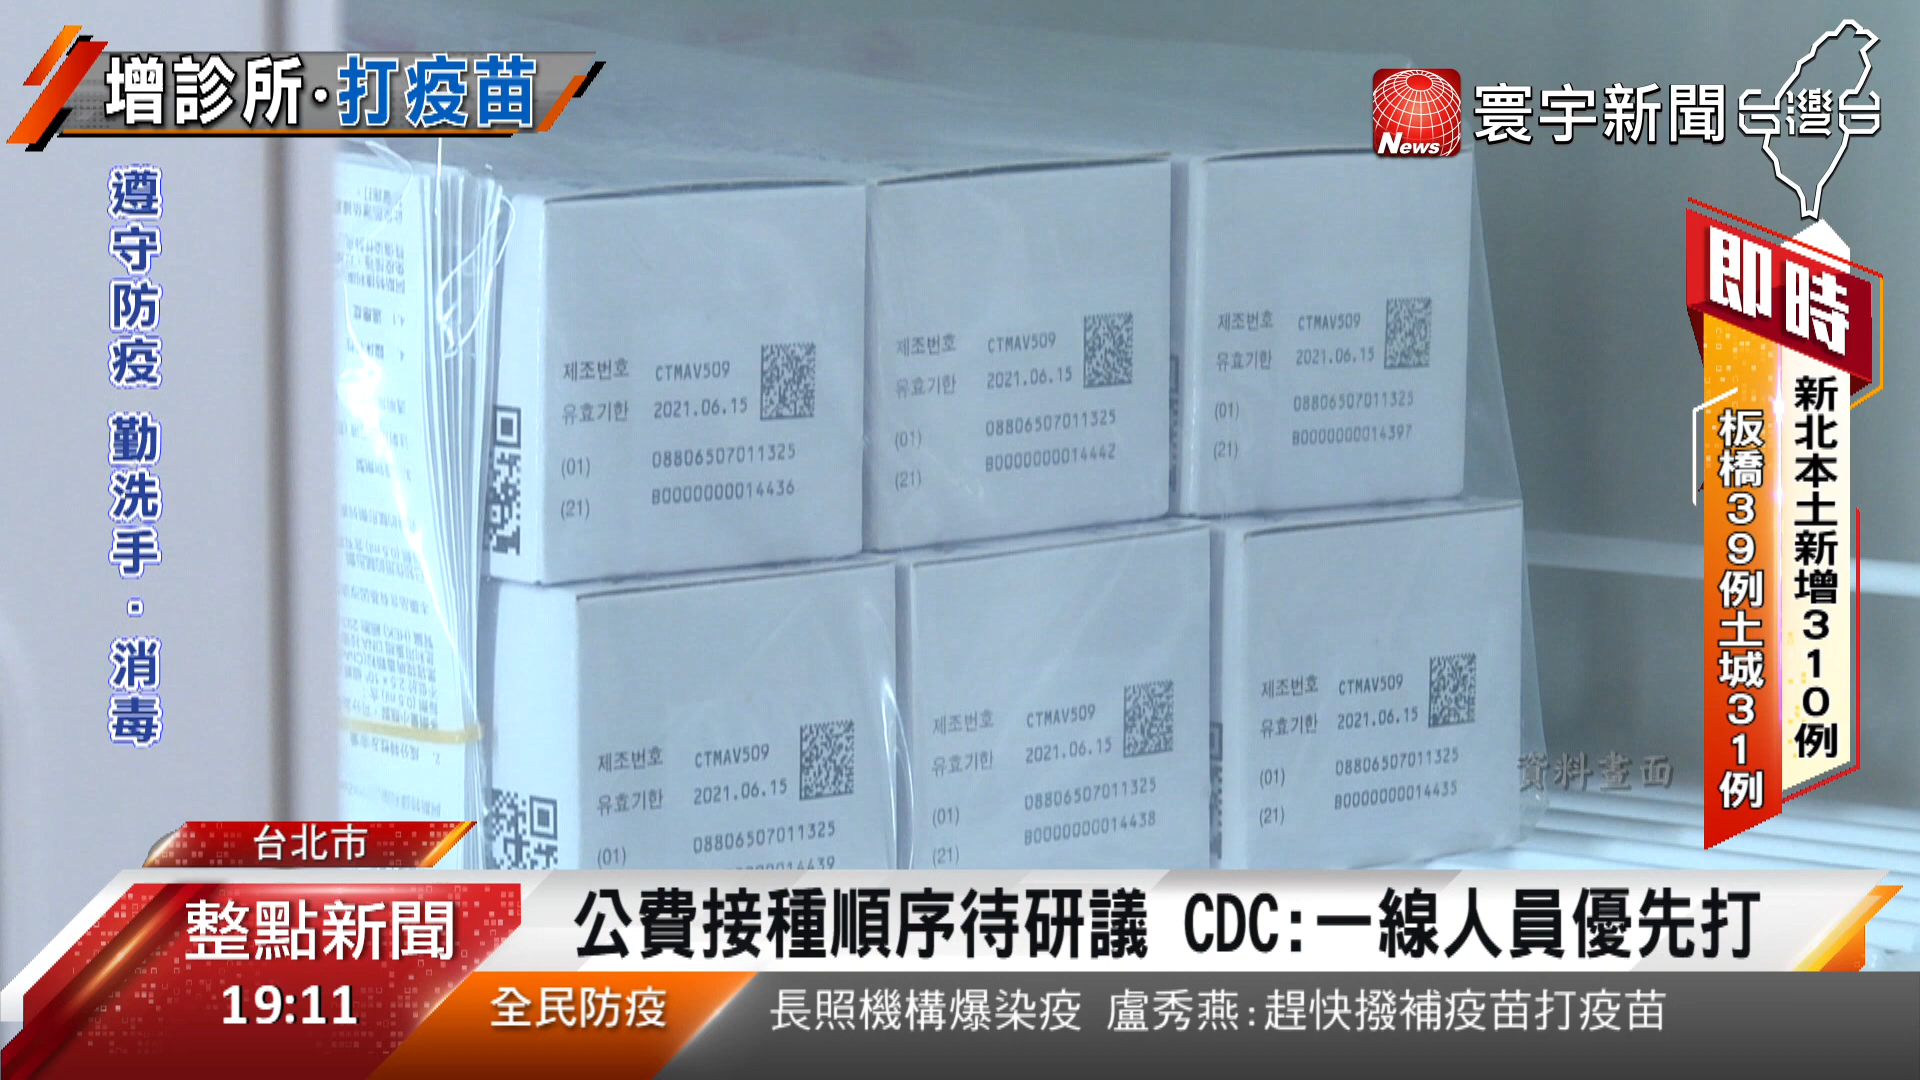 增診所·打疫苗
遵守防疫 勤洗手·消毒
News 寰宇新聞 台灣台
即時
新北本土新增310例
板橋39例土城31例
제조번호 CTMAV509
유효기한 2021.06.15
(01) 08806507011325
(21) B0000000014436
제조번호 CTMAV509
유효기한 2021.06.15
(01) 08806507011325
(21) B0000000014442
제조번호 CTMAV509
유효기한 2021.06.15
(01) 08806507011325
(21) B0000000014397
제조번호 CTMAV509
유효기한 2021.06.15
(01) 08806507011325
제조번호 CTMAV509
유효기한 2021.06.15
(01) 08806507011325
(21) B0000000014438
제조번호 CTMAV509
유효기한 2021.06.15
(01) 08806507011325
(21) B0000000014435
資料畫面
台北市
整點新聞
公費接種順序待研議 CDC:一線人員優先打
19:11
全民防疫
長照機構爆染疫 盧秀燕:趕快撥補疫苗打疫苗